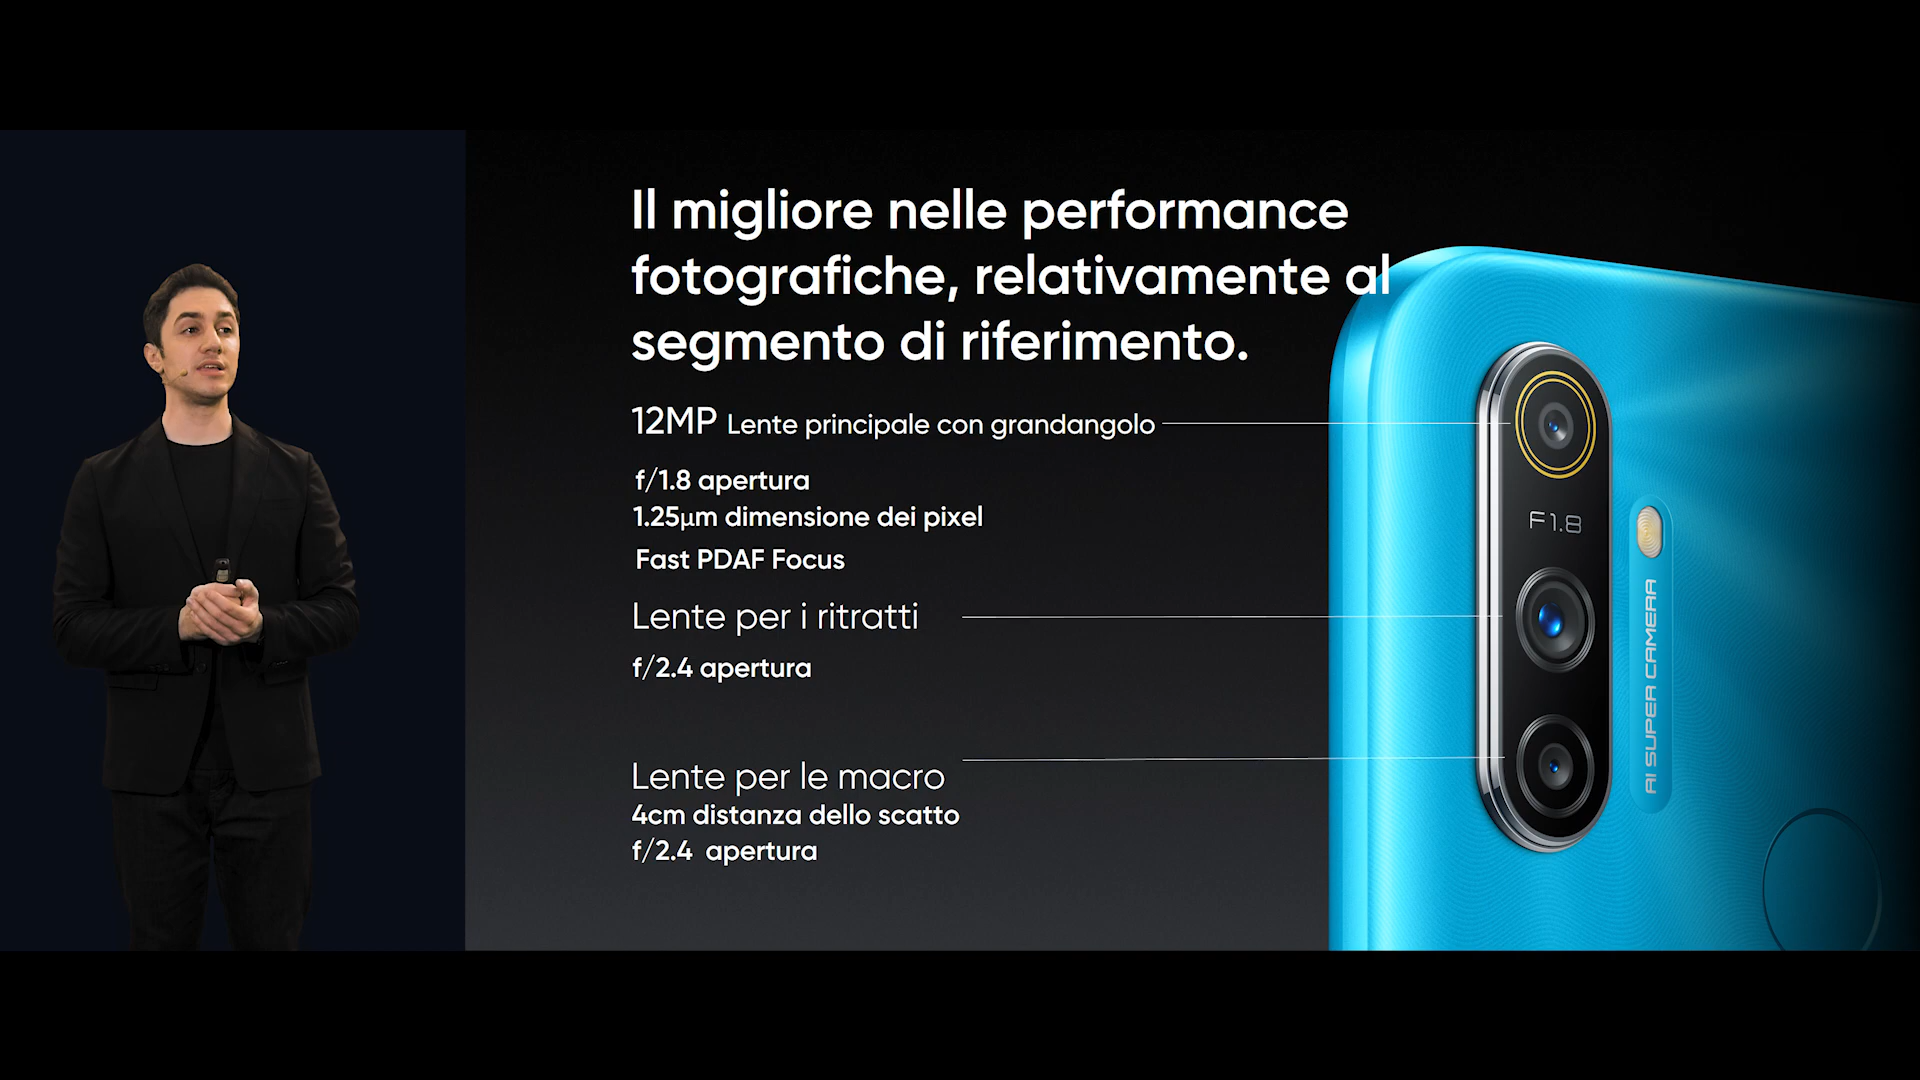 Il migliore nelle performance
fotografiche, relativamente al
segmento di riferimento.
12MP Lente principale con grandangolo
f/1.8 apertura
1.25μm dimensione dei pixel
Fast PDAF Focus
Lente per i ritratti
f/2.4 apertura
Lente per le macro
4cm distanza dello scatto
f/2.4 apertura
F1.8
AI SUPER CAMERA